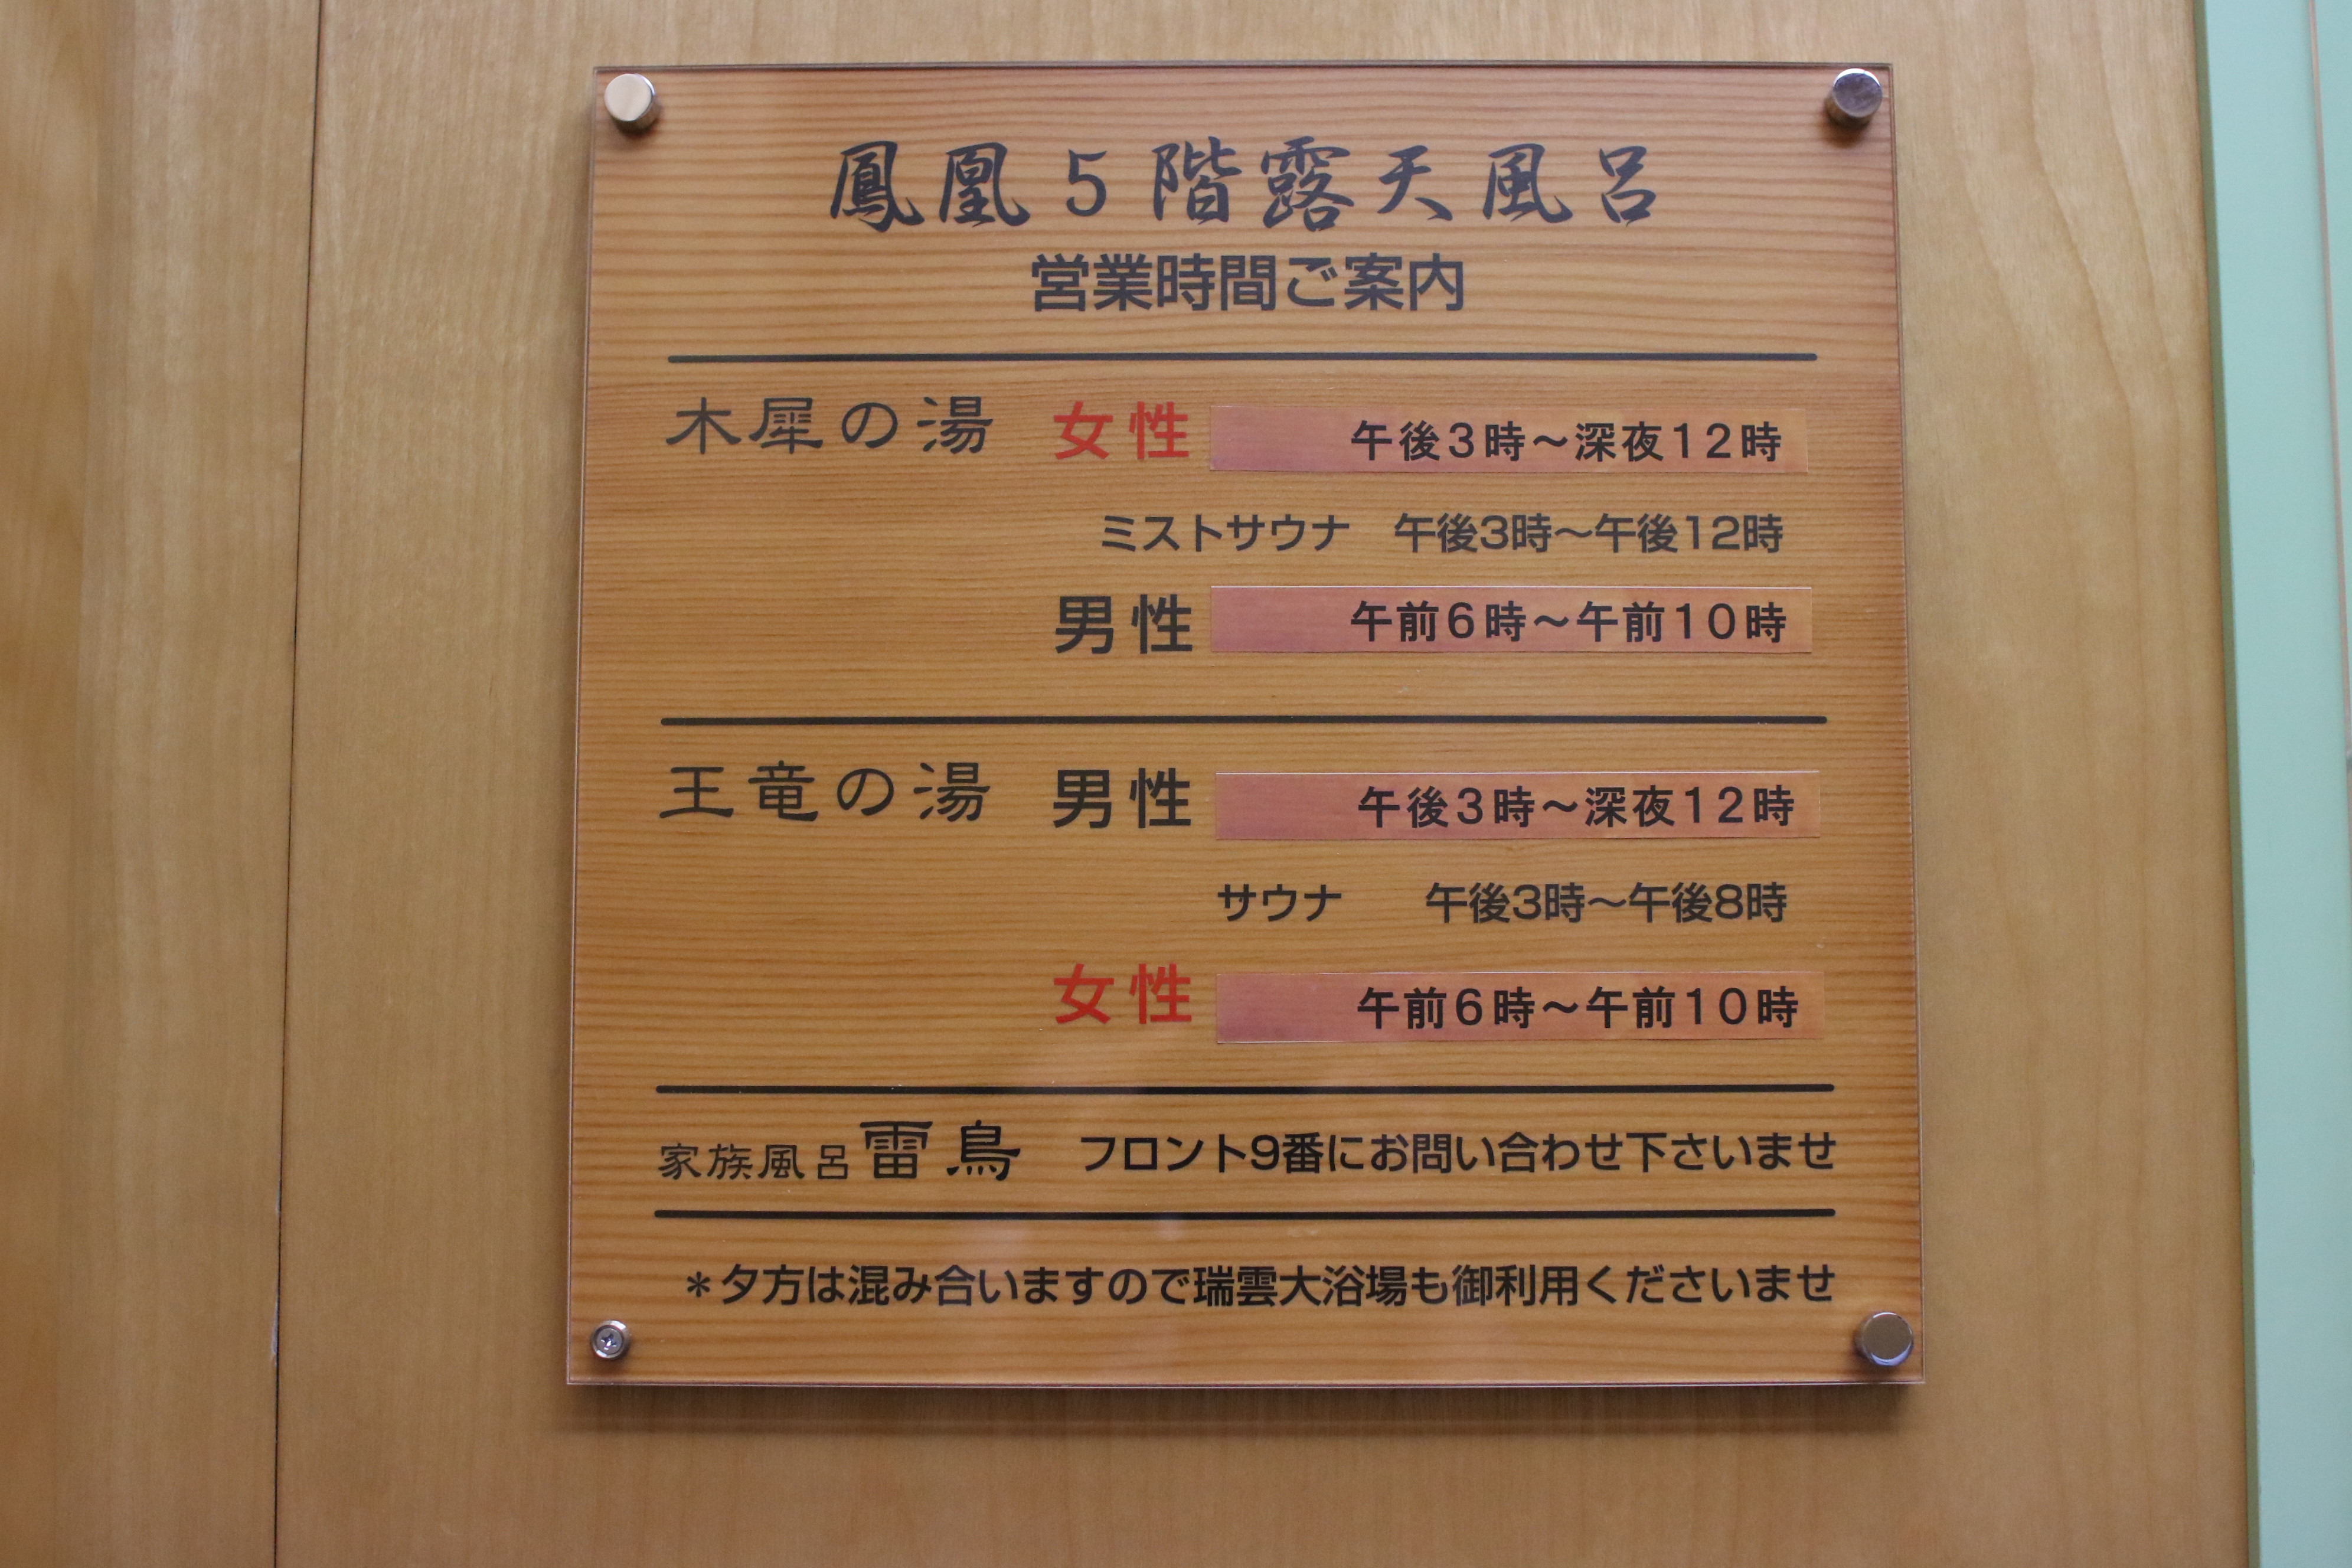 鳳凰5階露天風呂
営業時間ご案内
木犀の湯 女性 午後3時～深夜12時
ミストサウナ 午後3時～午後12時
男性 午前6時～午前10時
王竜の湯 男性 午後3時～深夜12時
サウナ 午後3時～午後8時
女性 午前6時～午前10時
家族風呂雷鳥 フロント9番にお問い合わせ下さいませ
＊夕方は混み合いますので瑞雲大浴場も御利用くださいませ